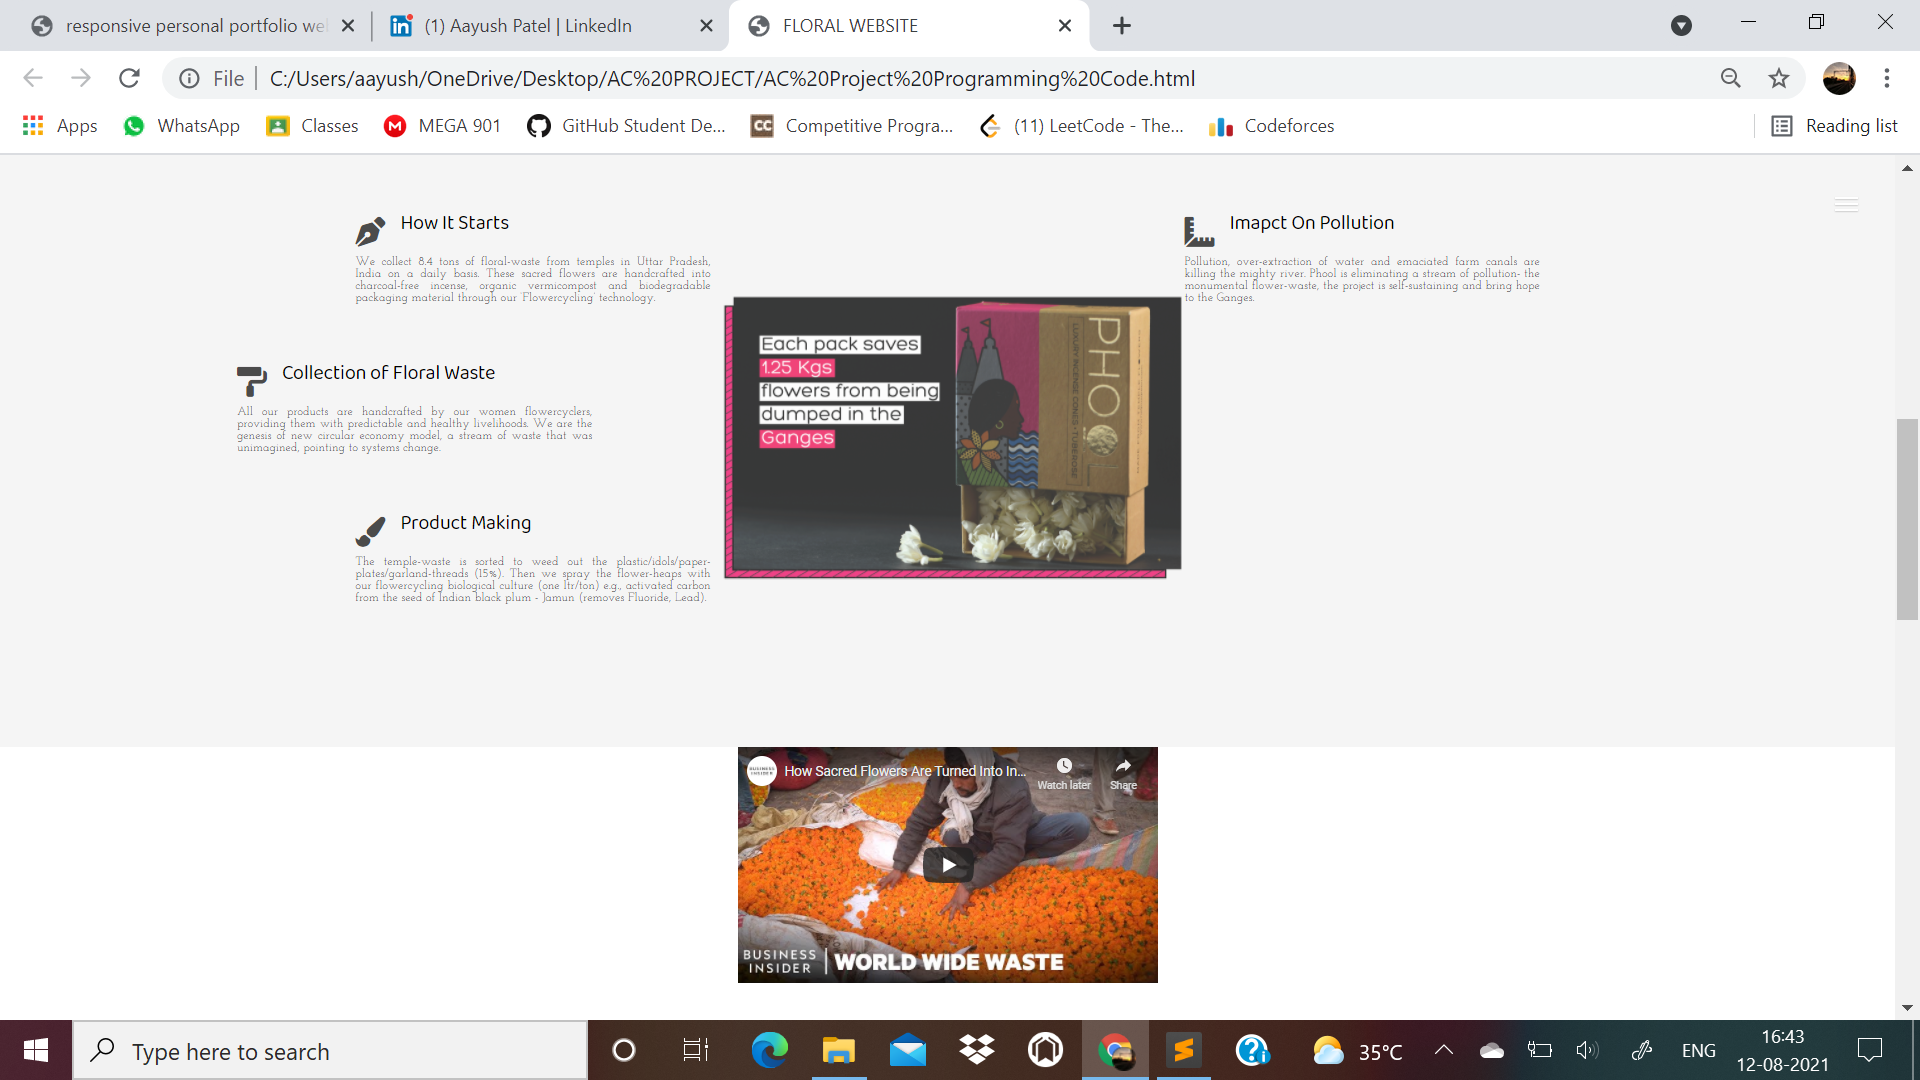 responsive personal portfolio we
(1) Aayush Patel | LinkedIn
FLORAL WEBSITE
File
C:/Users/aayush/OneDrive/Desktop/AC%20PROJECT/AC%20Project%20Programming%20Code.html
Apps
WhatsApp
Classes
MEGA 901
GitHub Student De...
CC
Competitive Progra...
(11) LeetCode - The...
Codeforces
Reading list
How It Starts
We collect 8.4 tons of floral-waste from temples in Uttar Pradesh,
India on a daily basis. These sacred flowers are handcrafted into
charcoal-free incense, organic vermicompost and biodegradable
packaging material through our 'Flowercycling' technology.
Imapct On Pollution
Pollution, over-extraction of water and emaciated farm canals are
killing the mighty river. Phool is eliminating a stream of pollution- the
monumental flower-waste, the project is self-sustaining and bring hope
to the Ganges.
Collection of Floral Waste
All our products are handcrafted by our women flowercyclers,
providing them with predictable and healthy livelihoods. We are the
genesis of new circular economy model, a stream of waste that was
unimagined, pointing to systems change.
Product Making
The temple-waste is sorted to weed out the plastic/idols/paper-
plates/garland-threads (15%). Then we spray the flower-heaps with
our flowercycling biological culture (one ltr/ton) e.g., activated carbon
from the seed of Indian black plum - Jamun (removes Fluoride, Lead).
Each pack saves
1.25 Kgs
flowers from being
dumped in the
Ganges
PHOOL
LUXURY INCENSE CONES - TUBEROSE
BUSINESS
INSIDER
How Sacred Flowers Are Turned Into In...
Watch later
Share
BUSINESS
INSIDER
WORLD WIDE WASTE
Type here to search
35°C
ENG
16:43
12-08-2021